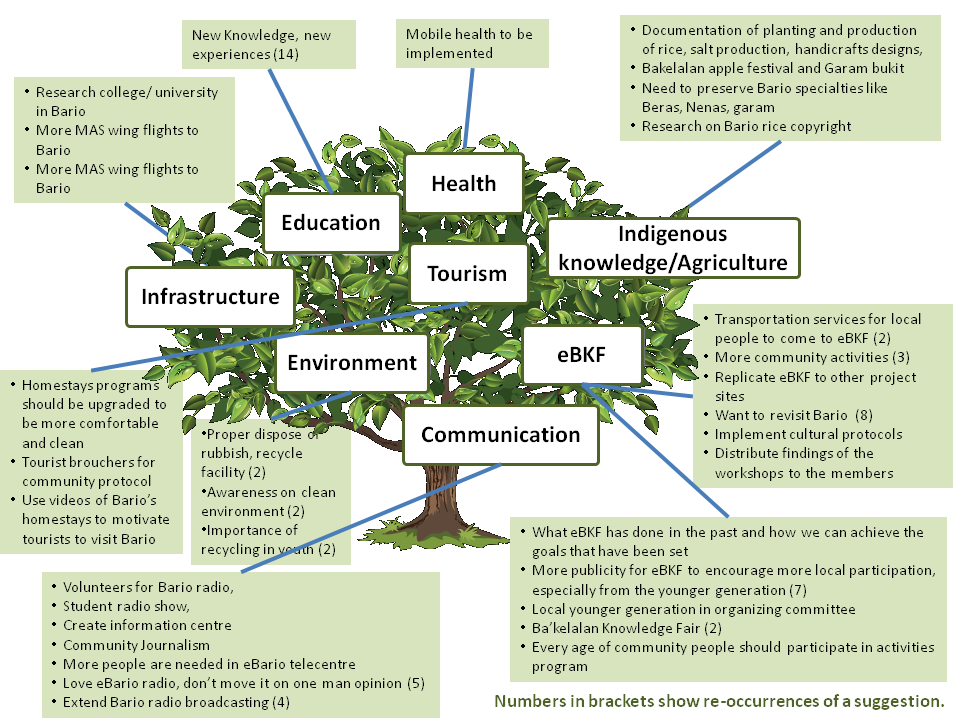 New Knowledge, new
experiences (14)
Mobile health to be
implemented
• Documentation of planting and production
of rice, salt production, handicrafts designs,
• Bakelalan apple festival and Garam bukit
• Need to preserve Bario specialties like
Beras, Nenas, garam
• Research on Bario rice copyright
• Research college/ university
in Bario
• More MAS wing flights to
Bario
• More MAS wing flights to
Bario
Health
Education
Indigenous
knowledge/Agriculture
Tourism
Infrastructure
Environment
eBKF
Communication
• Transportation services for local
people to come to eBKF (2)
• More community activities (3)
• Replicate eBKF to other project
sites
• Want to revisit Bario (8)
• Implement cultural protocols
• Distribute findings of the
workshops to the members
• Homestays programs
should be upgraded to
be more comfortable
and clean
• Tourist brouchers for
community protocol
• Use videos of Bario's
homestays to motivate
tourists to visit Bario
•Proper dispose of
rubbish, recycle
facility (2)
•Awareness on clean
environment (2)
•Importance of
recycling in youth (2)
• What eBKF has done in the past and how we can achieve the
goals that have been set
• More publicity for eBKF to encourage more local participation,
especially from the younger generation (7)
• Local younger generation in organizing committee
• Ba'kelalan Knowledge Fair (2)
• Every age of community people should participate in activities
program
• Volunteers for Bario radio,
• Student radio show,
• Create information centre
• Community Journalism
• More people are needed in eBario telecentre
• Love eBario radio, don't move it on one man opinion (5)
• Extend Bario radio broadcasting (4)
Numbers in brackets show re-occurrences of a suggestion.